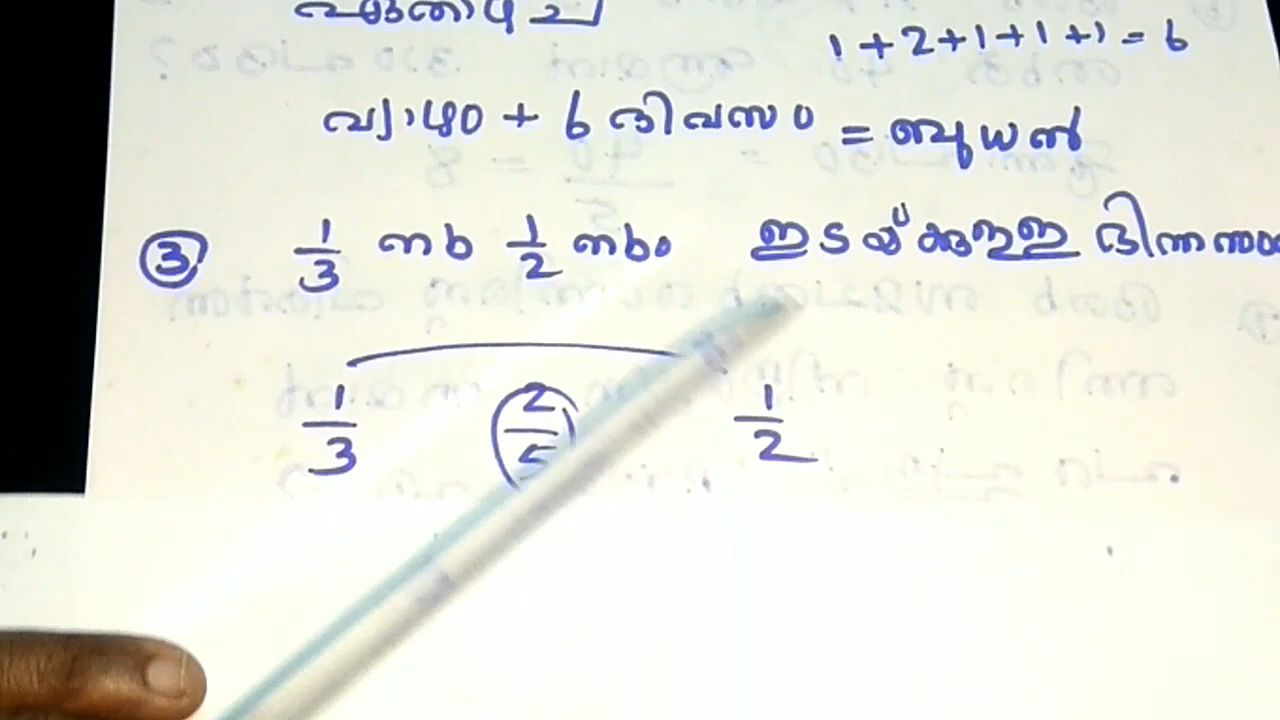 1+2+1+1+1=6
വ്യാഴം + 6 ദിവസം = ബുധൻ
③ 1/3 നും 1/2 നും ഇടയ്ക്കുള്ള
1/3 2/5 1/2